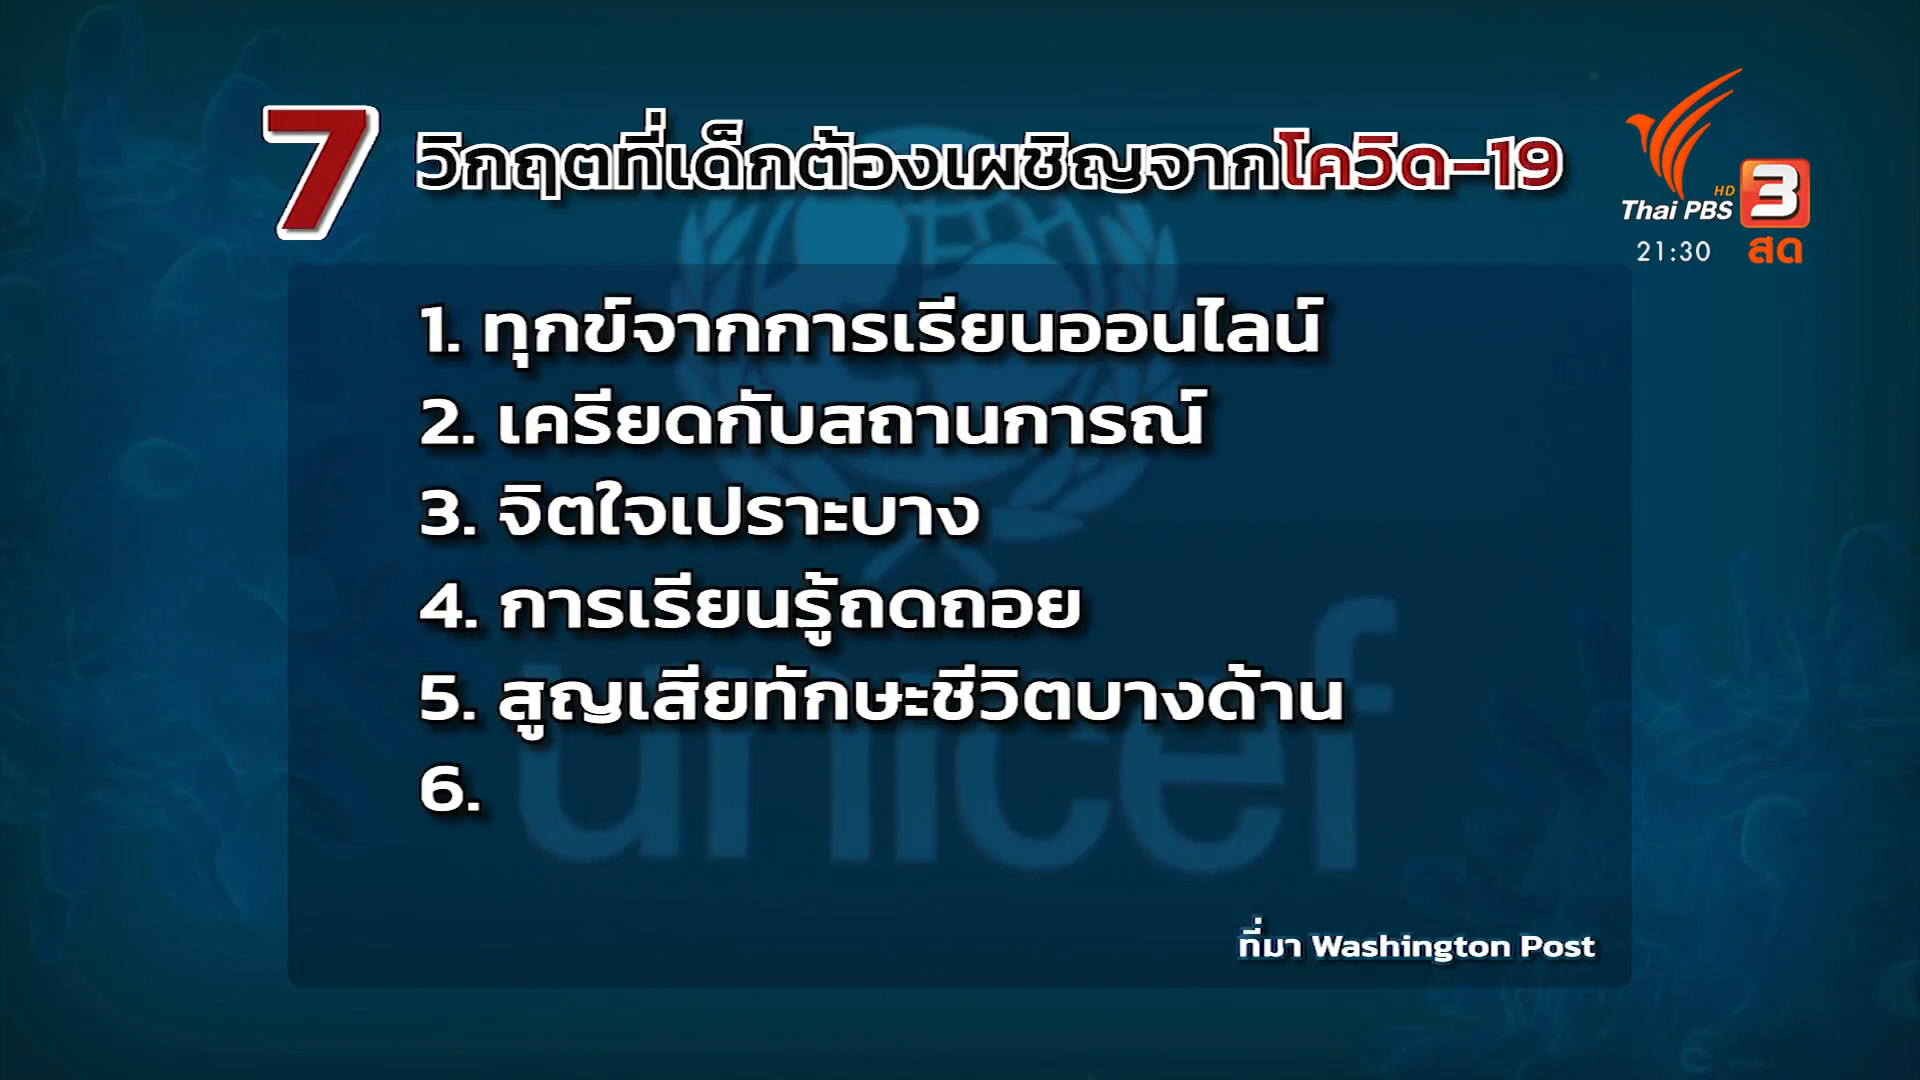 7 วิกฤตที่เด็กต้องเผชิญจากโควิด-19
HD
Thai PBS 3
21:30 สด
1. ทุกข์จากการเรียนออนไลน์
2. เครียดกับสถานการณ์
3. จิตใจเปราะบาง
4. การเรียนรู้ถดถอย
5. สูญเสียทักษะชีวิตบางด้าน
6.
unicef
ที่มา Washington Post